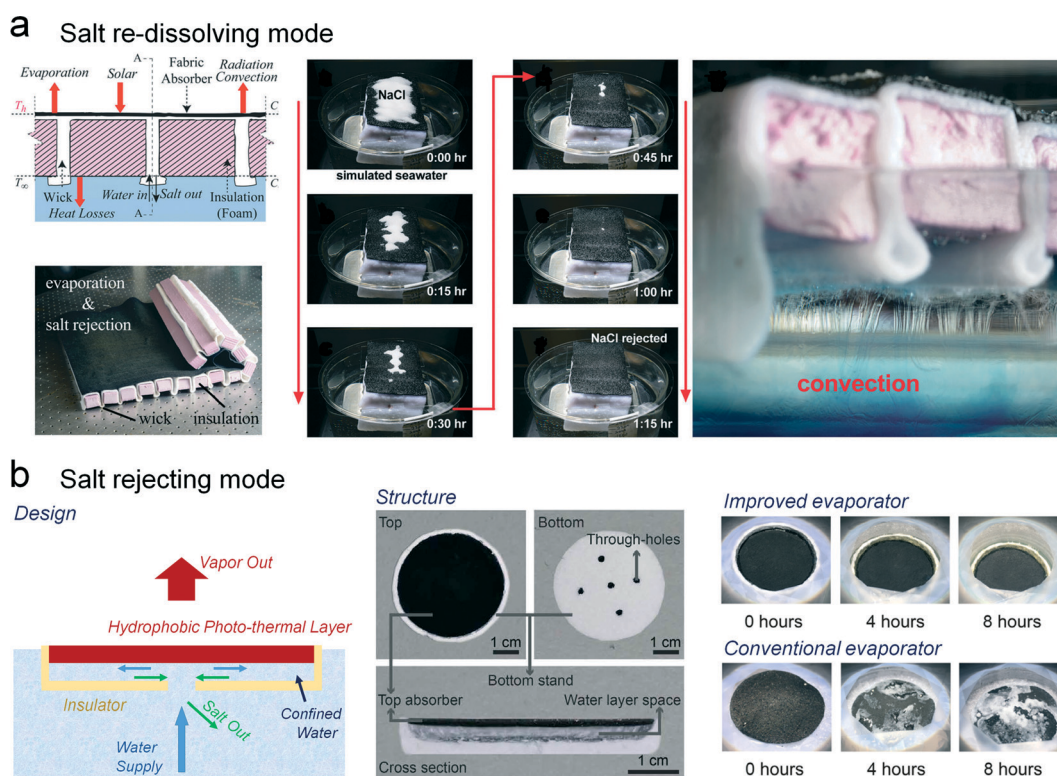 a Salt re-dissolving mode
Evaporation
Solar
Fabric
Absorber
Radiation
Convection
A
T_h
C
T_∞
C
Wick
Heat Losses
Water in
Salt out
A
Insulation
(Foam)
evaporation
&
salt rejection
wick
insulation
NaCl
0:00 hr
simulated seawater
0:15 hr
0:30 hr
0:45 hr
1:00 hr
NaCl rejected
1:15 hr
convection
b Salt rejecting mode
Design
Vapor Out
Hydrophobic Photo-thermal Layer
Insulator
Salt Out
Confined
Water
Water
Supply
Structure
Top
Bottom
Through-holes
1 cm
1 cm
Bottom stand
Top absorber
Water layer space
Cross section
1 cm
Improved evaporator
0 hours
4 hours
8 hours
Conventional evaporator
0 hours
4 hours
8 hours